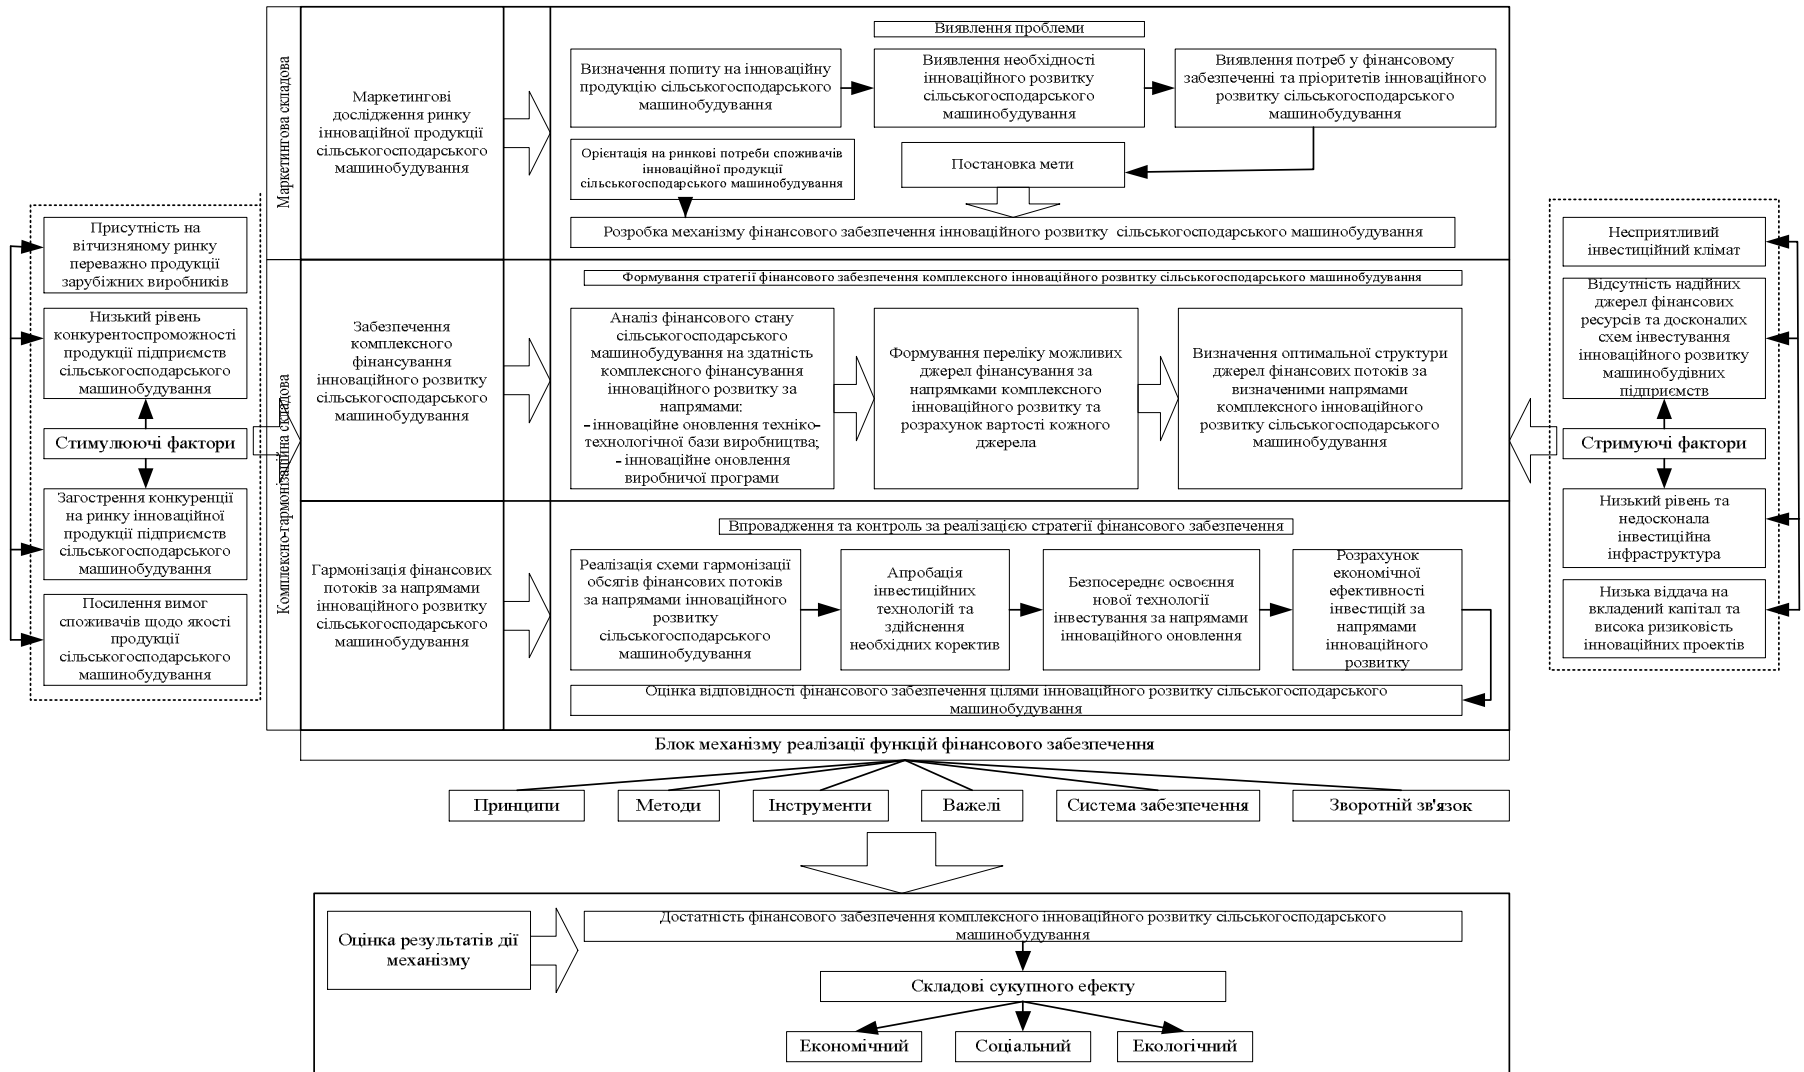 Маркетингова складова
Маркетингові
дослідження ринку
інноваційної продукції
сільськогосподарського
машинобудування
Виявлення проблеми
Визначення попиту на інноваційну
продукцію сільськогосподарського
машинобудування
Виявлення необхідності
інноваційного розвитку
сільськогосподарського
машинобудування
Виявлення потреб у фінансовому
забезпеченні та пріоритетів інноваційного
розвитку сільськогосподарського
машинобудування
Орієнтація на ринкові потреби споживачів
інноваційної продукції
сільськогосподарського машинобудування
Постановка мети
Розробка механізму фінансового забезпечення інноваційного розвитку сільськогосподарського машинобудування
Присутність на
вітчизняному ринку
переважно продукції
зарубіжних виробників
Низький рівень
конкурентоспроможності
продукції підприємств
сільськогосподарського
машинобудування
Стимулюючі фактори
Загострення конкуренції
на ринку інноваційної
продукції підприємств
сільськогосподарського
машинобудування
Посилення вимог
споживачів щодо якості
продукції
сільськогосподарського
машинобудування
Комплексно-гармонізаційна складова
Забезпечення
комплексного
фінансування
інноваційного розвитку
сільськогосподарського
машинобудування
Формування стратегії фінансового забезпечення комплексного інноваційного розвитку сільськогосподарського машинобудування
Аналіз фінансового стану
сільськогосподарського
машинобудування на здатність
комплексного фінансування
інноваційного розвитку за
напрямами:
- інноваційне оновлення техніко-
технологічної бази виробництва;
- інноваційне оновлення
виробничої програми
Формування переліку можливих
джерел фінансування за
напрямками комплексного
інноваційного розвитку та
розрахунок вартості кожного
джерела
Визначення оптимальної структури
джерел фінансових потоків за
визначеними напрямами
комплексного інноваційного
розвитку сільськогосподарського
машинобудування
Гармонізація фінансових
потоків за напрямами
інноваційного розвитку
сільськогосподарського
машинобудування
Впровадження та контроль за реалізацією стратегії фінансового забезпечення
Реалізація схеми гармонізації
обсягів фінансових потоків
за напрямами інноваційного
розвитку
сільськогосподарського
машинобудування
Апробація
інвестиційних
технологій та
здійснення
необхідних коректив
Безпосереднє освоєння
нової технології
інвестування за напрямами
інноваційного оновлення
Розрахунок
економічної
ефективності
інвестицій за
напрямами
інноваційного
розвитку
Оцінка відповідності фінансового забезпечення цілями інноваційного розвитку сільськогосподарського
машинобудування
Несприятливий
інвестиційний клімат
Відсутність надійних
джерел фінансових
ресурсів та досконалих
схем інвестування
інноваційного розвитку
машинобудівних
підприємств
Стримуючі фактори
Низький рівень та
недосконала
інвестиційна
інфраструктура
Низька віддача на
вкладений капітал та
висока ризиковість
інноваційних проектів
Блок механізму реалізації функцій фінансового забезпечення
Принципи
Методи
Інструменти
Важелі
Система забезпечення
Зворотній зв'язок
Оцінка результатів дії
механізму
Достатність фінансового забезпечення комплексного інноваційного розвитку сільськогосподарського
машинобудування
Складові сукупного ефекту
Економічний
Соціальний
Екологічний